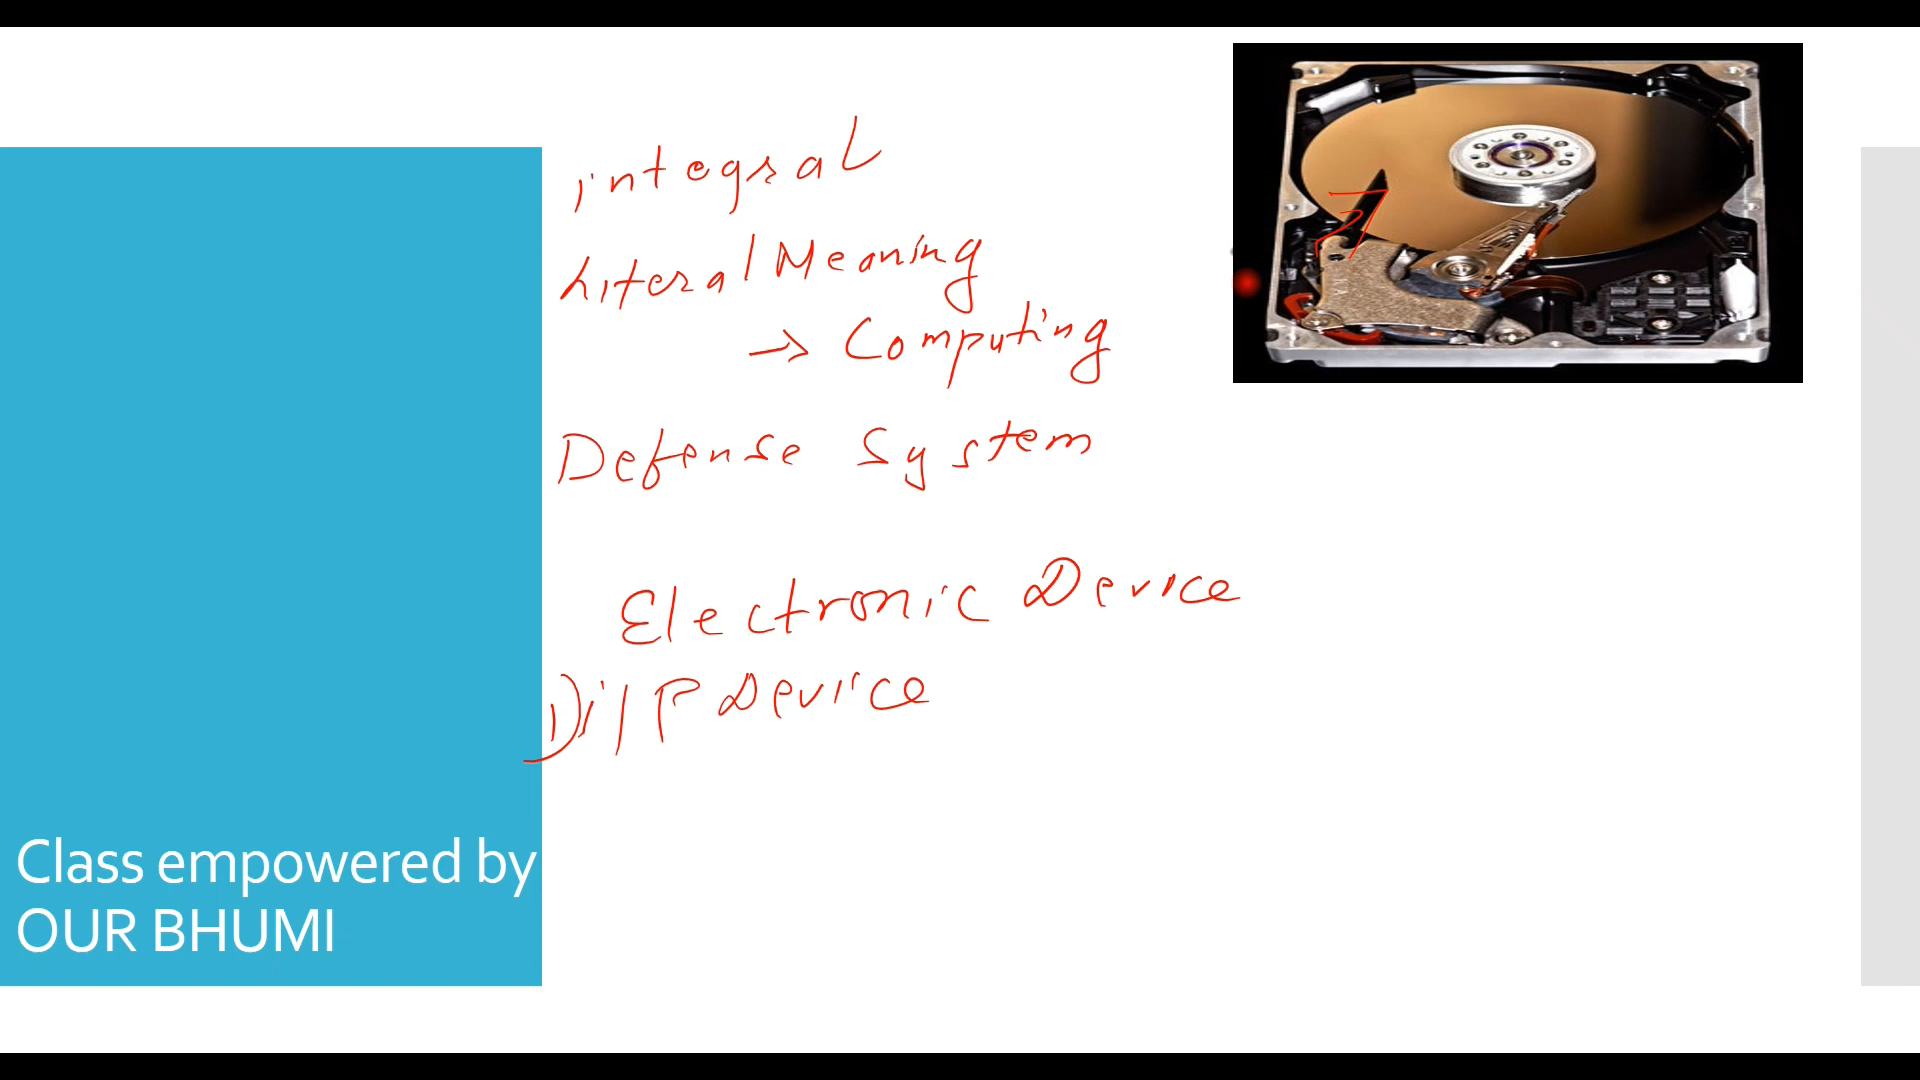 integral
Literal Meaning
→ Computing
Defense System
Electronic Device
1) i/P Device
Class empowered by
OUR BHUMI